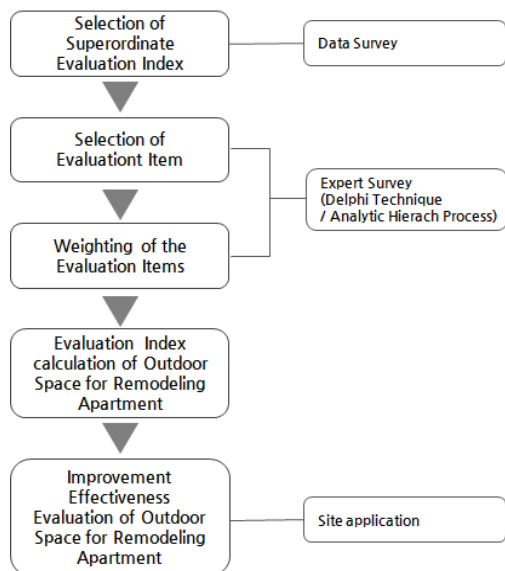 Selection of
Superordinate
Evaluation Index
Data Survey
Selection of
Evaluationt Item
Expert Survey
(Delphi Technique
/ Analytic Hierach Process)
Weighting of the
Evaluation Items
Evaluation Index
calculation of Outdoor
Space for Remodeling
Apartment
Improvement
Effectiveness
Evaluation of Outdoor
Space for Remodeling
Apartment
Site application